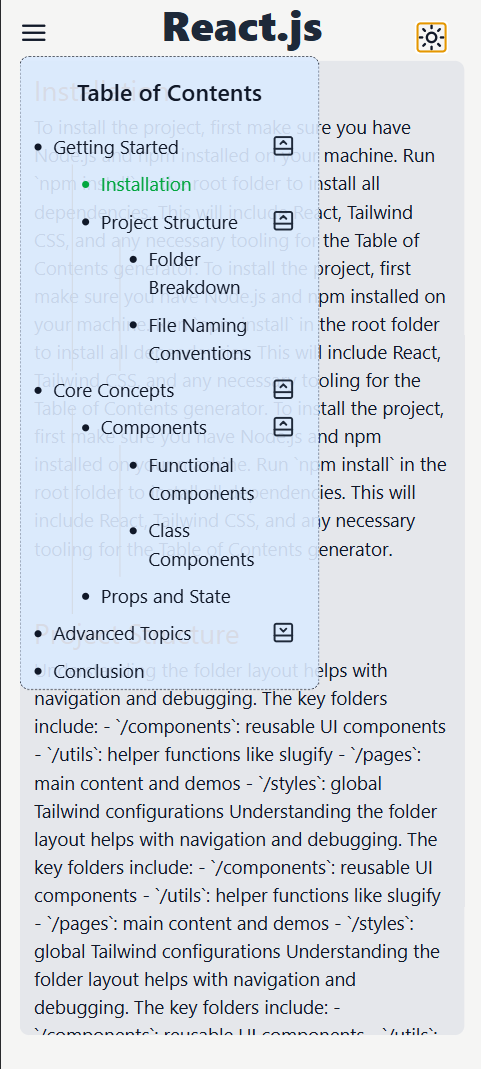 React.js
Table of Contents
Getting Started
Installation
Project Structure
Folder
Breakdown
File Naming
Conventions
Core Concepts
Components
Functional
Components
Class
Components
Props and State
Advanced Topics
Conclusion
Installation
To install the project, first make sure you have
Node.js and npm installed on your machine. Run
`npm install` in the root folder to install all
dependencies. This will include React, Tailwind
CSS, and any necessary tooling for the Table of
Contents generator. To install the project, first
make sure you have Node.js and npm installed on
your machine. Run `npm install` in the root folder
to install all dependencies. This will include React,
Tailwind CSS, and any necessary tooling for the
Table of Contents generator. To install the project,
first make sure you have Node.js and npm
installed on your machine. Run `npm install` in the
root folder to install all dependencies. This will
include React, Tailwind CSS, and any necessary
tooling for the Table of Contents generator.
Project Structure
Understanding the folder layout helps with
navigation and debugging. The key folders
include: - `/components`: reusable UI components
- `/utils`: helper functions like slugify - `/pages`:
main content and demos - `/styles`: global
Tailwind configurations Understanding the folder
layout helps with navigation and debugging. The
key folders include: - `/components`: reusable UI
components - `/utils`: helper functions like slugify
- `/pages`: main content and demos - `/styles`:
global Tailwind configurations Understanding the
folder layout helps with navigation and
debugging. The key folders include: -
`/components`: reusable UI components - `/utils`: